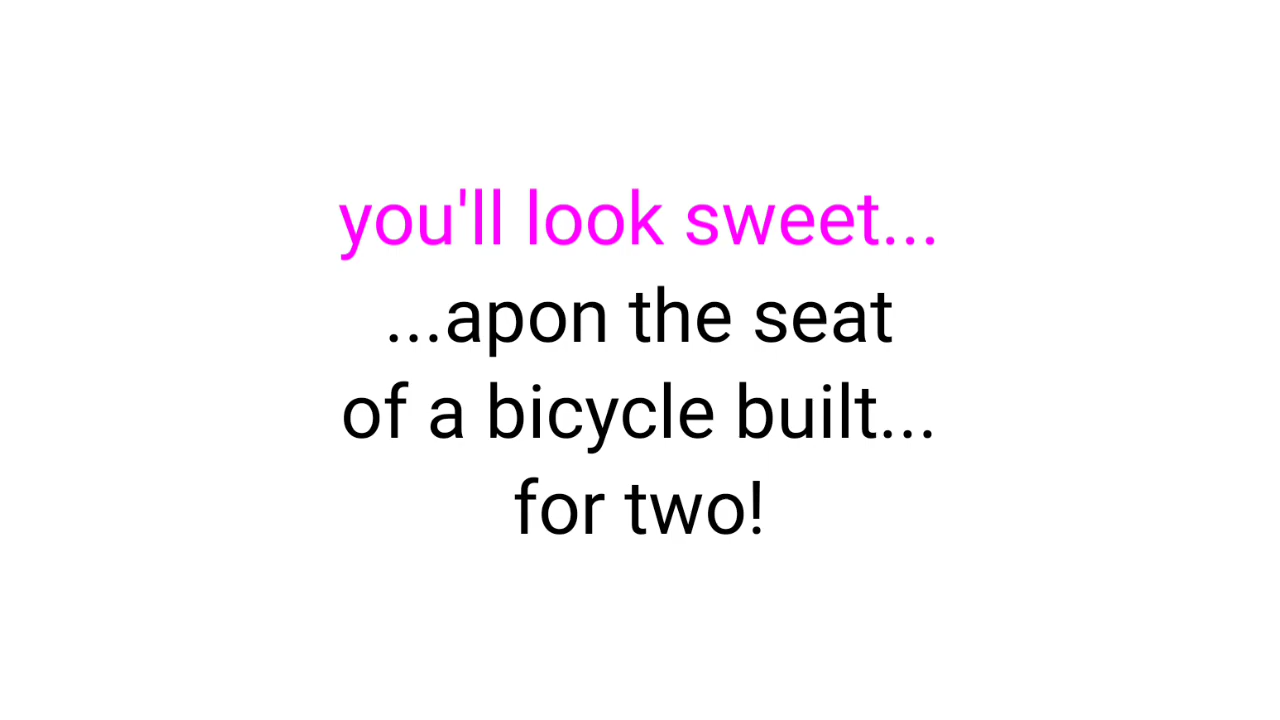 you'll look sweet...
...apon the seat
of a bicycle built...
for two!